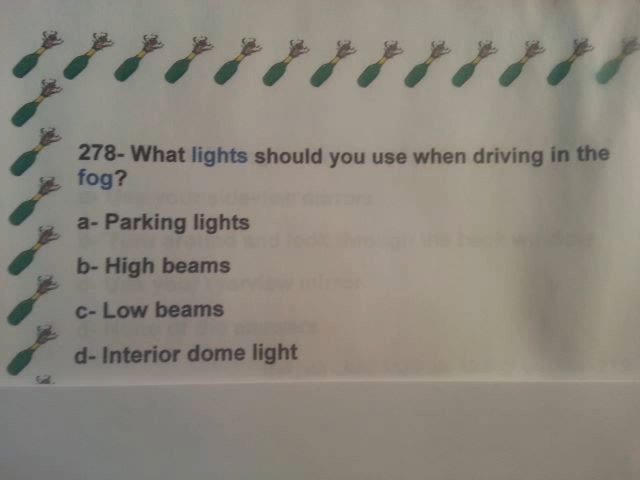 278- What lights should you use when driving in the
fog?
a- Parking lights
b- High beams
c- Low beams
d- Interior dome light